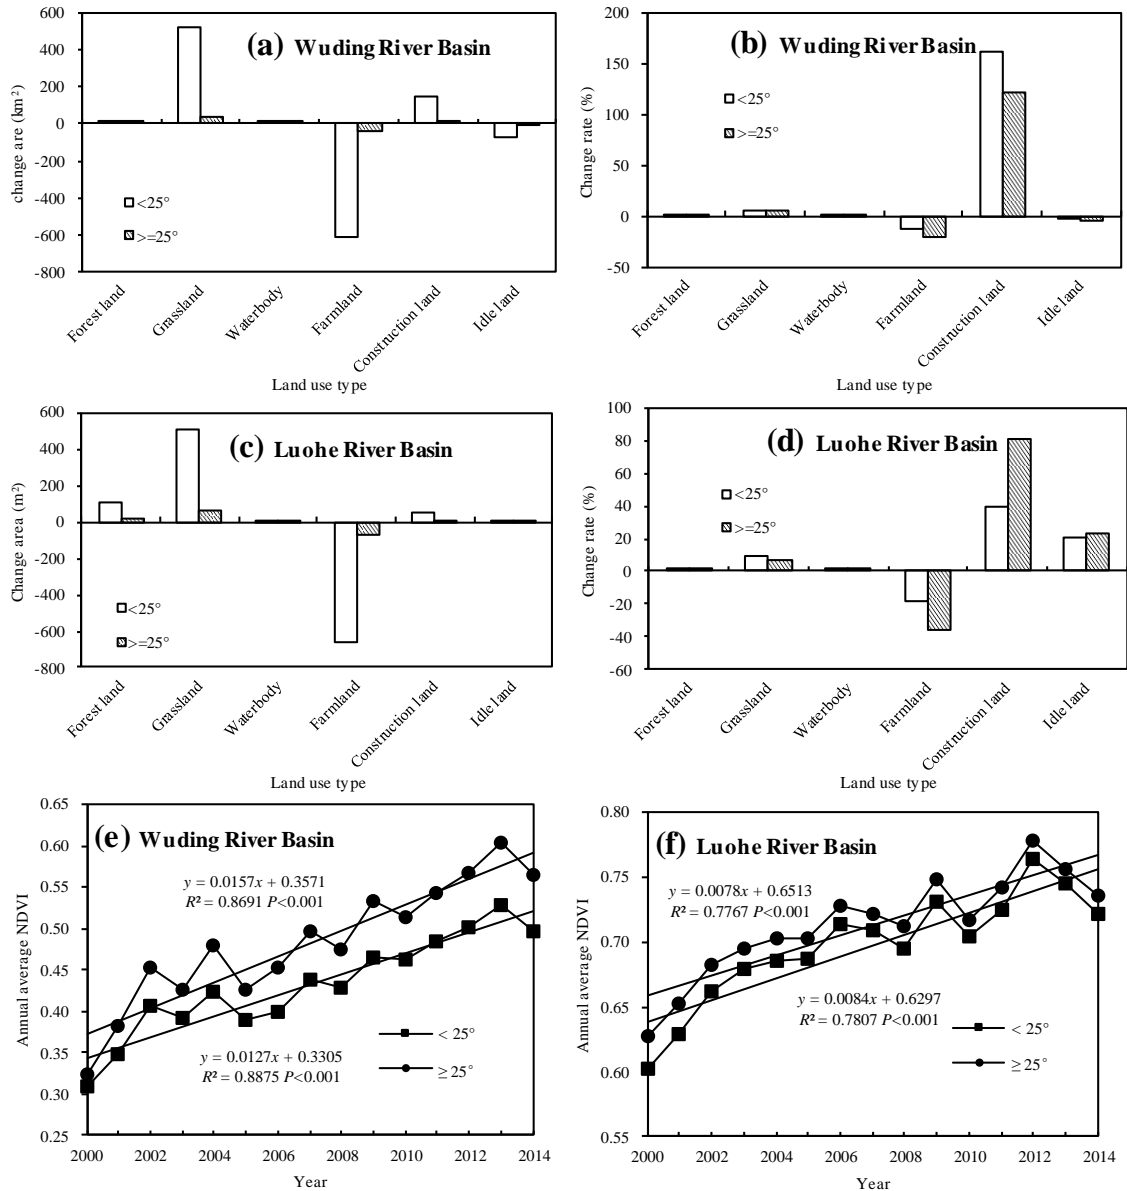 (a) Wuding River Basin
change are (km²)
600
400
200
0
-200
-400
-600
-800
<25°
>=25°
Forest land
Grassland
Waterbody
Farmland
Construction land
Idle land
Land use type
(b) Wuding River Basin
Change rate (%)
200
150
100
50
0
-50
<25°
>=25°
Forest land
Grassland
Waterbody
Farmland
Construction land
Idle land
(c) Luohe River Basin
Change area (m²)
600
400
200
0
-200
-400
-600
-800
<25°
>=25°
Forest land
Grassland
Waterbody
Farmland
Construction land
Idle land
Land use type
(d) Luohe River Basin
Change rate (%)
100
80
60
40
20
0
-20
-40
-60
<25°
>=25°
Forest land
Grassland
Waterbody
Farmland
Construction land
Idle land
Land use type
(e) Wuding River Basin
Annual average NDVI
0.65
0.60
0.55
0.50
0.45
0.40
0.35
0.30
0.25
y = 0.0157x + 0.3571
R² = 0.8691 P<0.001
y = 0.0127x + 0.3305
R² = 0.8875 P<0.001
< 25°
≥ 25°
2000 2002 2004 2006 2008 2010 2012 2014
Year
(f) Luohe River Basin
Annual average NDVI
0.80
0.75
0.70
0.65
0.60
0.55
y = 0.0078x + 0.6513
R² = 0.7767 P<0.001
y = 0.0084x + 0.6297
R² = 0.7807 P<0.001
< 25°
≥ 25°
2000 2002 2004 2006 2008 2010 2012 2014
Year